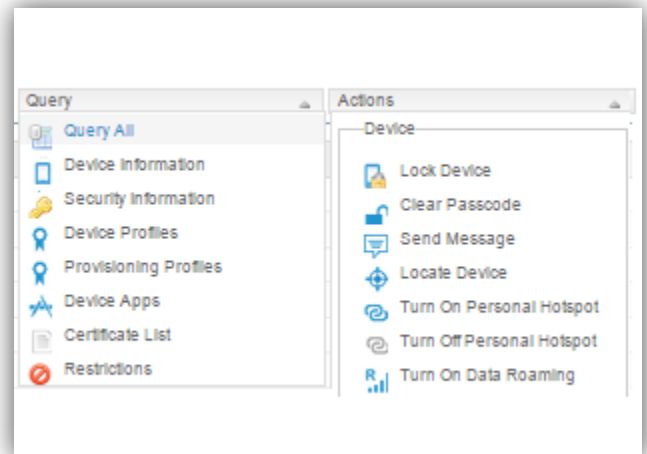 Query
Query All
Device Information
Security Information
Device Profiles
Provisioning Profiles
Device Apps
Certificate List
Restrictions
Actions
Device
Lock Device
Clear Passcode
Send Message
Locate Device
Turn On Personal Hotspot
Turn Off Personal Hotspot
R
Turn On Data Roaming